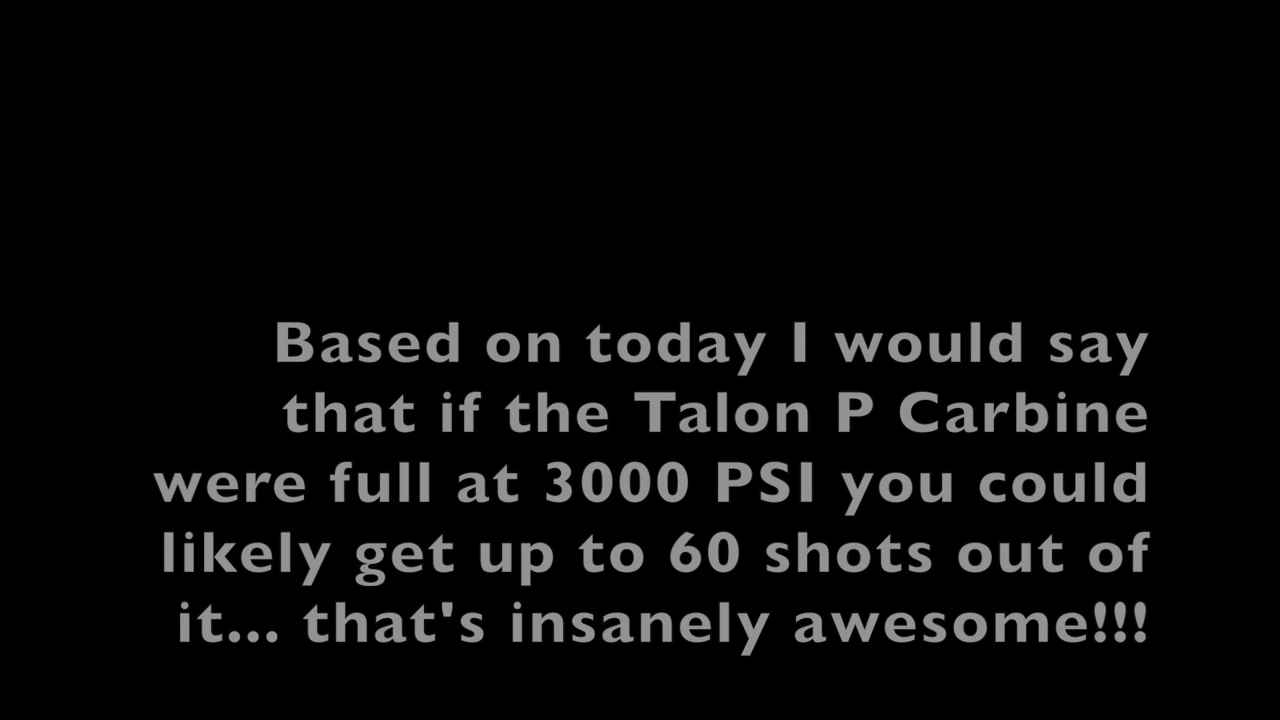 Based on today I would say
that if the Talon P Carbine
were full at 3000 PSI you could
likely get up to 60 shots out of
it... that's insanely awesome!!!